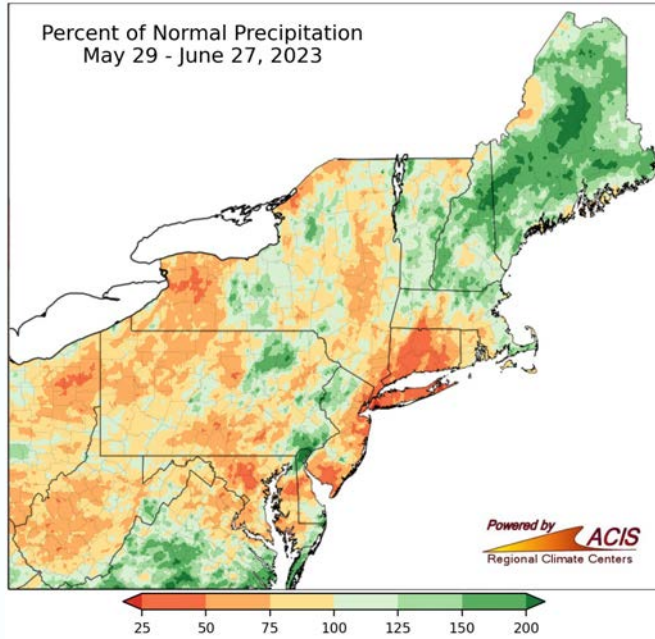 Percent of Normal Precipitation
May 29 - June 27, 2023
Powered by
ACIS
Regional Climate Centers
25 50 75 100 125 150 200